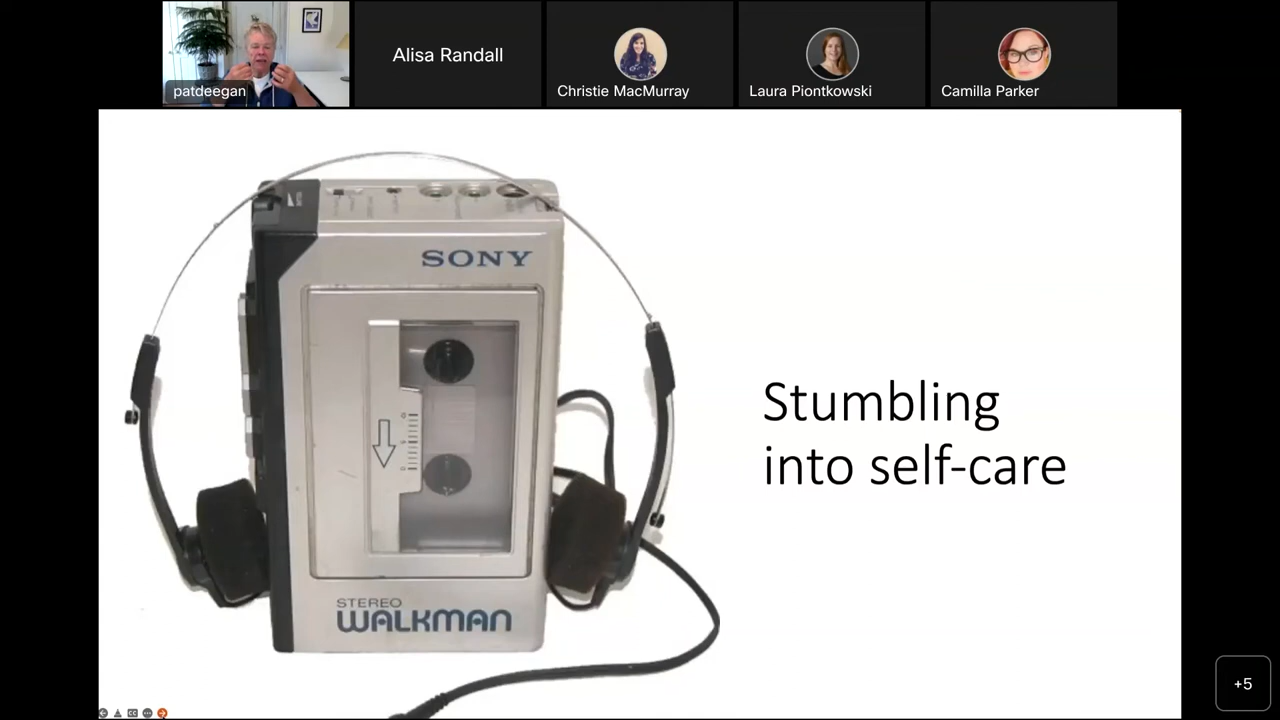 patdeegan
Alisa Randall
Christie MacMurray
Laura Piontkowski
Camilla Parker
SONY
STEREO
WALKMAN
Stumbling
into self-care
+5